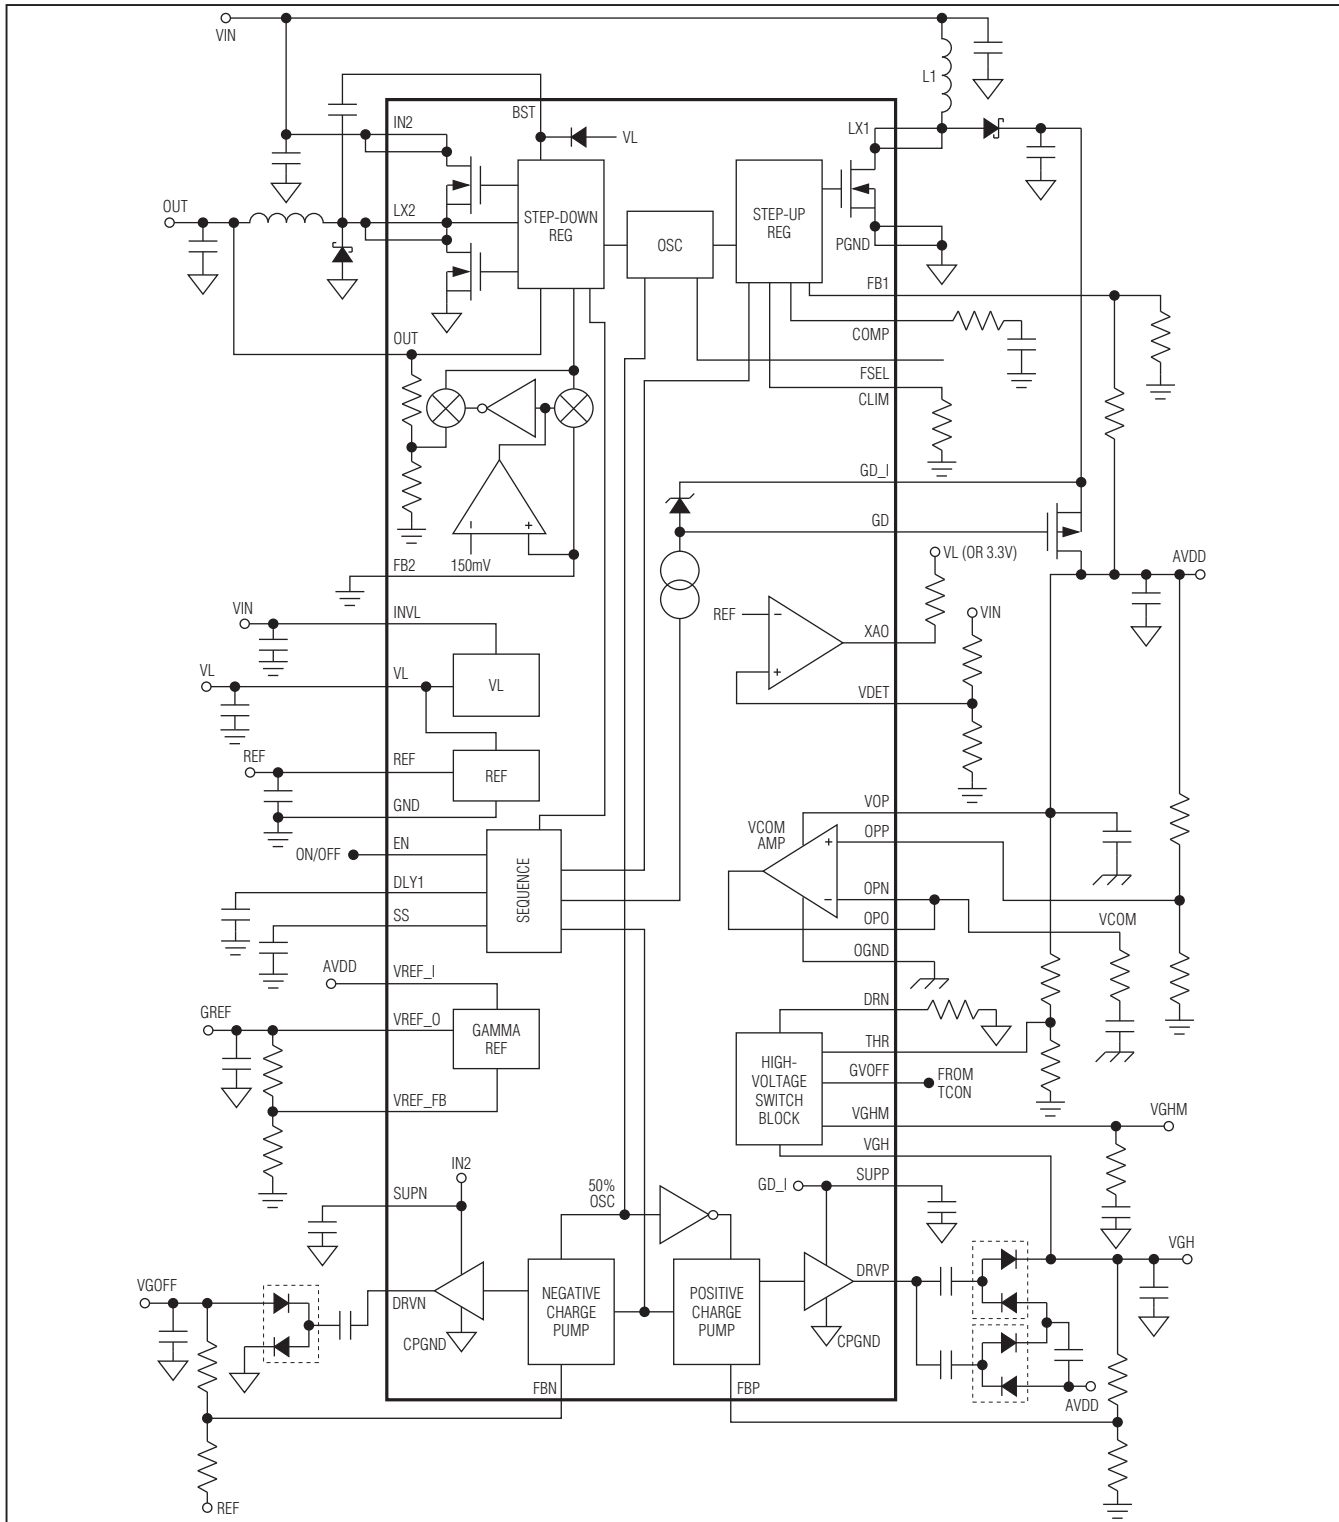 VIN
L1
BST
IN2
VL
LX1
OUT
LX2
STEP-DOWN
REG
OSC
STEP-UP
REG
PGND
FB1
OUT
COMP
FSEL
CLIM
GD_I
GD
VL (OR 3.3V)
AVDD
150mV
FB2
VIN
INVL
REF
XAO
VIN
VL
VL
VL
VDET
REF
REF
REF
GND
VOP
VCOM
AMP
OPP
ON/OFF
EN
SEQUENCE
DLY1
OPN
SS
OPO
VCOM
OGND
AVDD
VREF_I
DRN
GREF
VREF_O
GAMMA
REF
THR
HIGH-
VOLTAGE
SWITCH
BLOCK
GVOFF
FROM
TCON
VREF_FB
VGHM
VGHM
VGH
IN2
SUPN
50%
OSC
GD_I
SUPP
VGH
VGOFF
DRVN
CPGND
NEGATIVE
CHARGE
PUMP
POSITIVE
CHARGE
PUMP
DRVP
CPGND
FBN
FBP
AVDD
REF